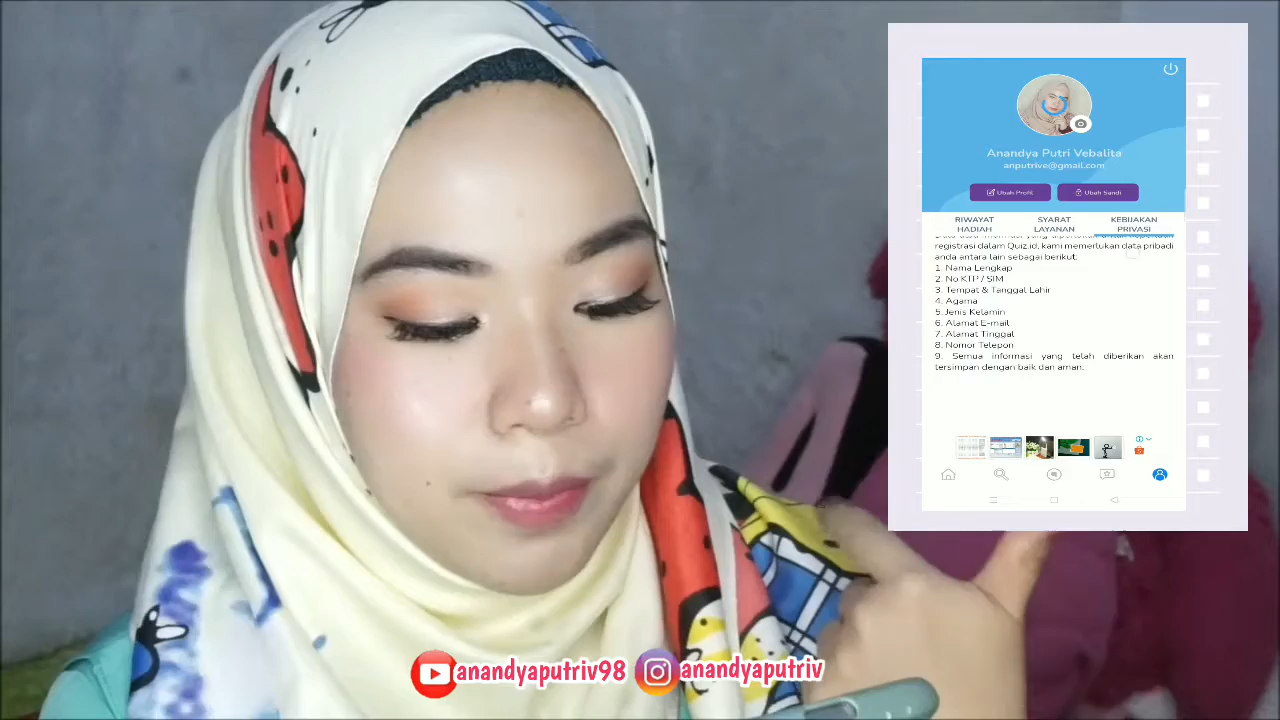 Anandya Putri Vebalita
anputrive@gmail.com
Ubah Profil
Ubah Sandi
RIWAYAT HADIAH
SYARAT LAYANAN
KEBIJAKAN PRIVASI
registrasi dalam Quiz.id, kami memerlukan data pribadi
anda antara lain sebagai berikut:
1. Nama Lengkap
2. No KTP / SIM
3. Tempat & Tanggal Lahir
4. Agama
5. Jenis Kelamin
6. Alamat E-mail
7. Alamat Tinggal
8. Nomor Telepon
9. Semua informasi yang telah diberikan akan
tersimpan dengan baik dan aman.
anandyaputriv98
anandyaputriv